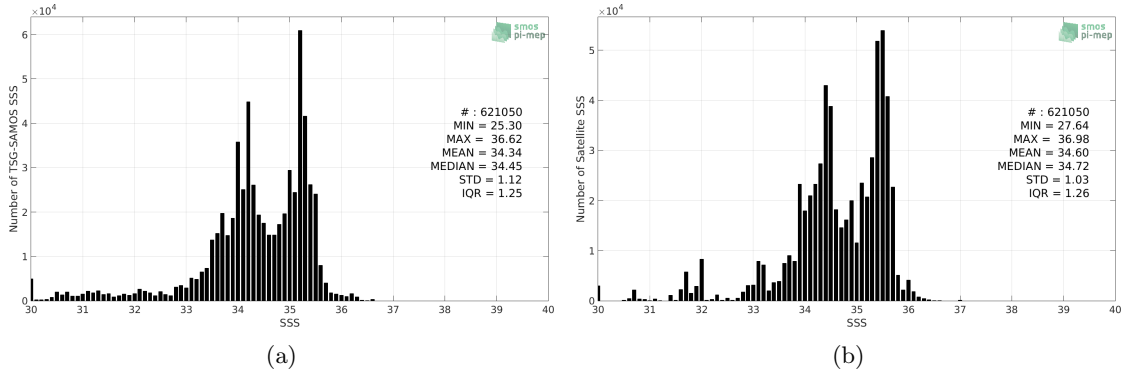 ×10⁴
6
5
4
3
2
1
0
Number of TSG-SAMOS SSS
30 31 32 33 34 35 36 37 38 39 40
SSS
smos
pi-mep
# : 621050
MIN = 25.30
MAX = 36.62
MEAN = 34.34
MEDIAN = 34.45
STD = 1.12
IQR = 1.25
(a)
×10⁴
5
4
3
2
1
0
Number of Satellite SSS
30 31 32 33 34 35 36 37 38 39 40
SSS
smos
pi-mep
# : 621050
MIN = 27.64
MAX = 36.98
MEAN = 34.60
MEDIAN = 34.72
STD = 1.03
IQR = 1.26
(b)